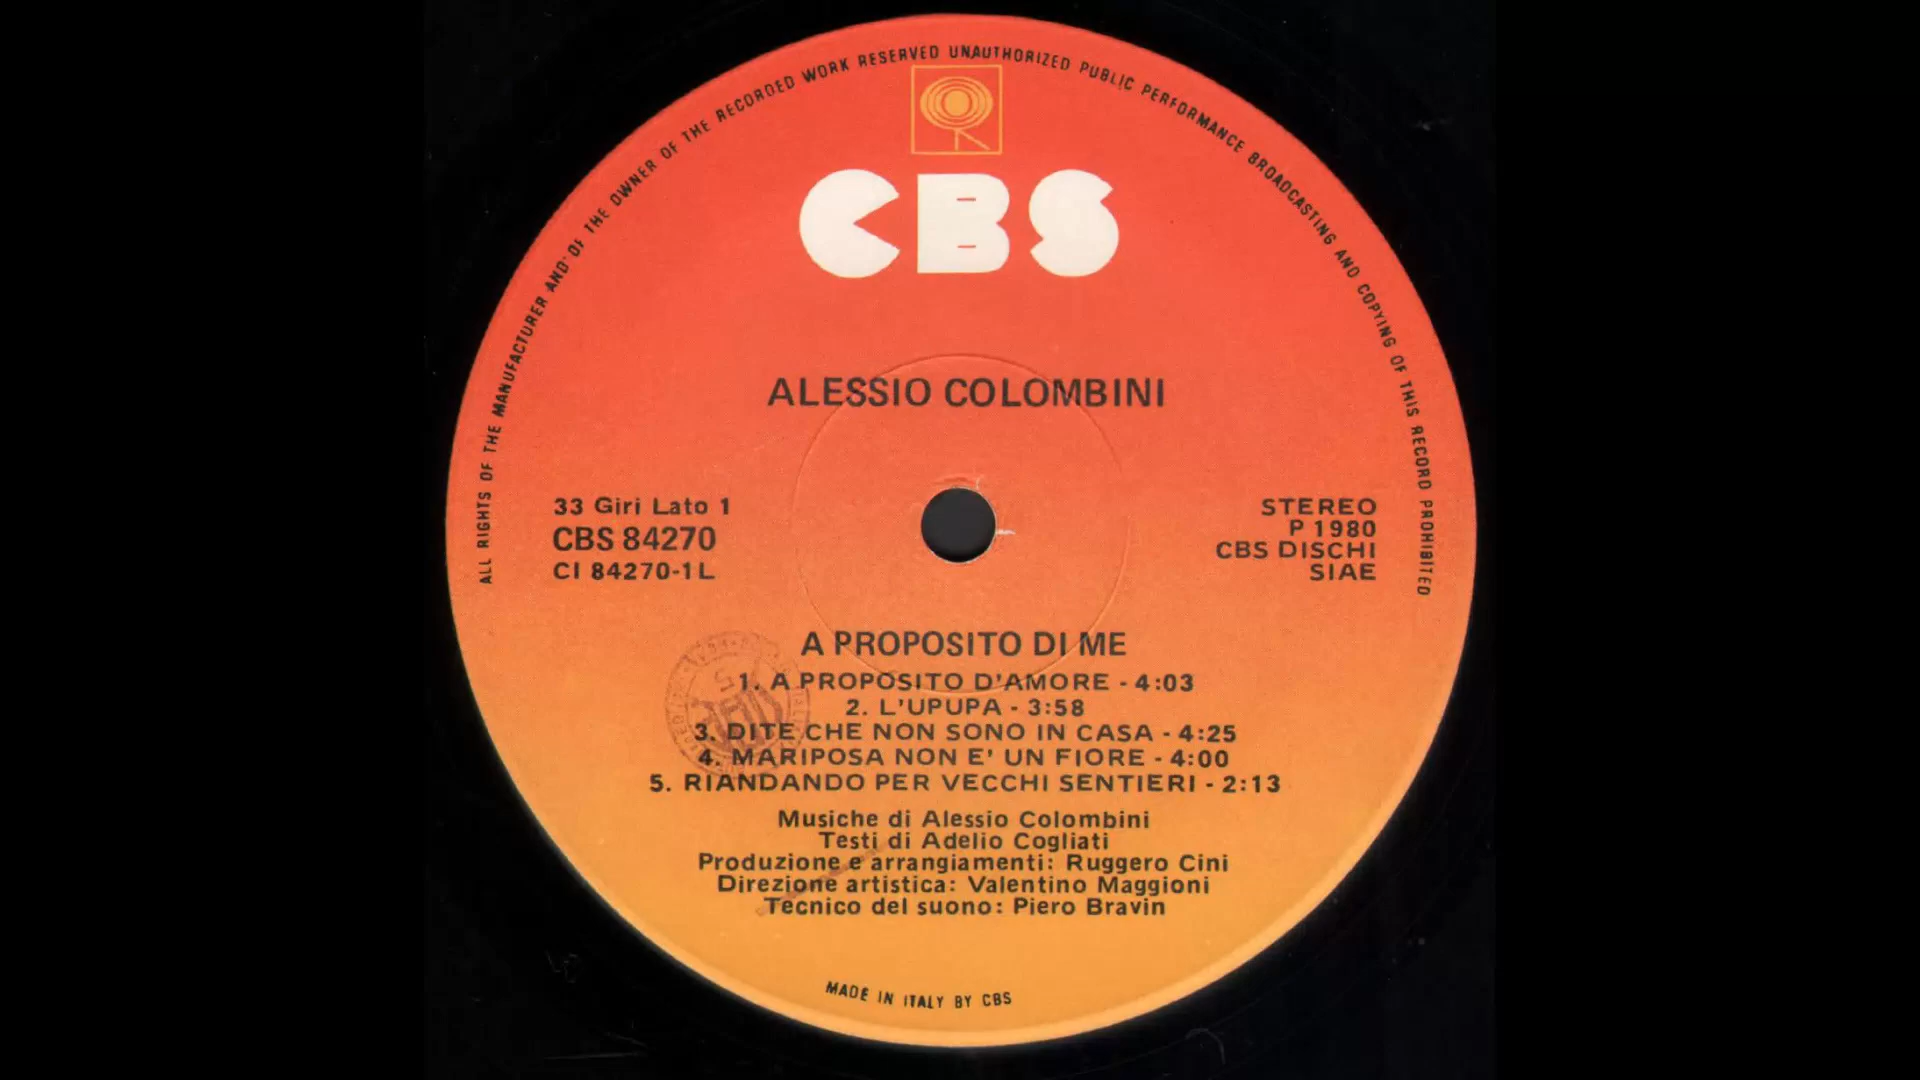 ALL RIGHTS OF THE MANUFACTURER AND OF THE OWNER OF THE RECORDED WORK RESERVED UNAUTHORIZED PUBLIC PERFORMANCE BROADCASTING AND COPYING OF THIS RECORD PROHIBITED
CBS
ALESSIO COLOMBINI
33 Giri Lato 1
CBS 84270
CI 84270-1L
STEREO
P 1980
CBS DISCHI
SIAE
A PROPOSITO DI ME
1. A PROPOSITO D'AMORE - 4:03
2. L'UPUPA - 3:58
3. DITE CHE NON SONO IN CASA - 4:25
4. MARIPOSA NON E' UN FIORE - 4:00
5. RIANDANDO PER VECCHI SENTIERI - 2:13
Musiche di Alessio Colombini
Testi di Adelio Cogliati
Produzione e arrangiamenti: Ruggero Cini
Direzione artistica: Valentino Maggioni
Tecnico del suono: Piero Bravin
MADE IN ITALY BY CBS